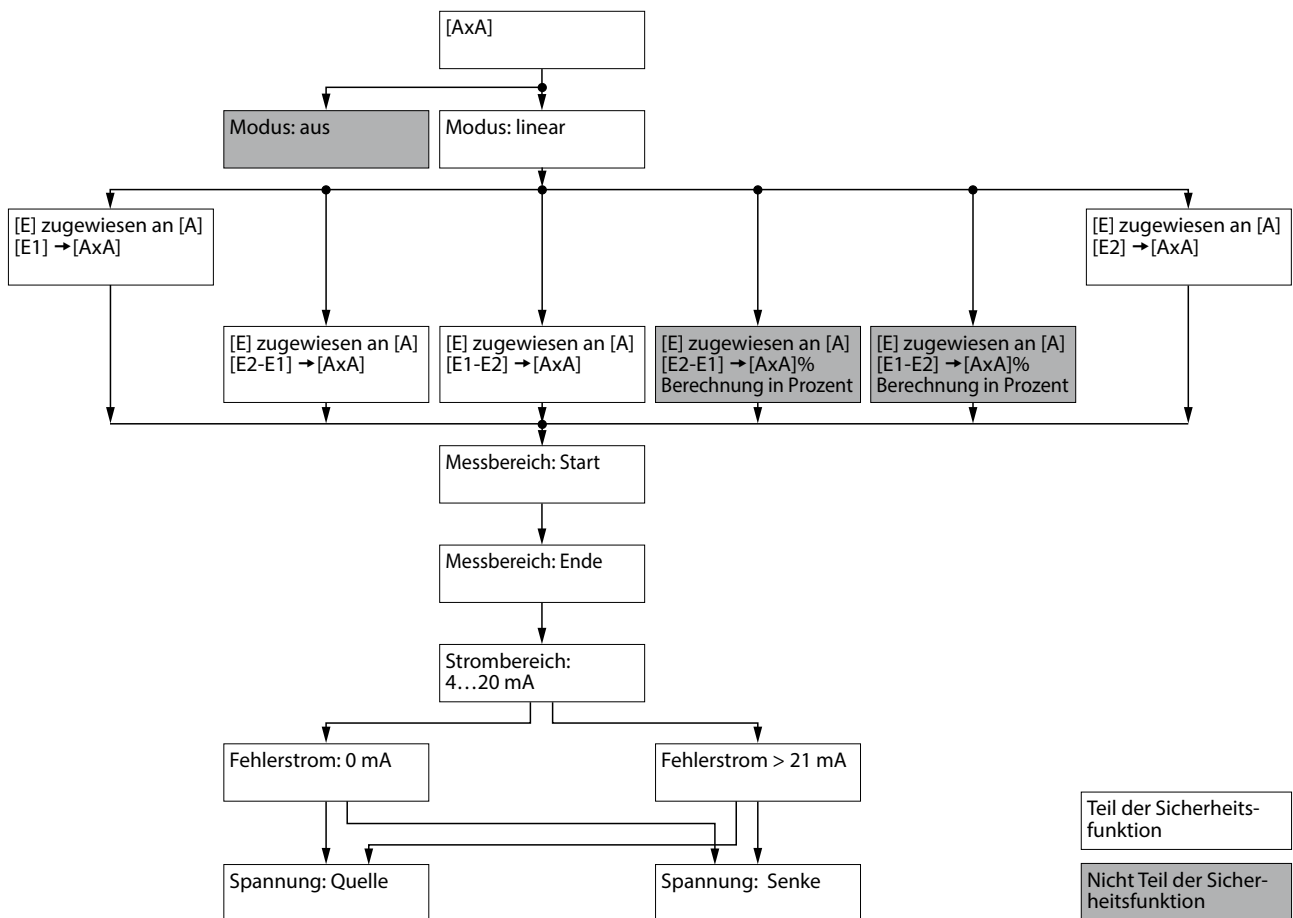 [AxA]
Modus: aus
Modus: linear
[E] zugewiesen an [A]
[E1] →[AxA]
[E] zugewiesen an [A]
[E2] →[AxA]
[E] zugewiesen an [A]
[E2-E1] →[AxA]
[E] zugewiesen an [A]
[E1-E2] →[AxA]
[E] zugewiesen an [A]
[E2-E1] →[AxA]%
Berechnung in Prozent
[E] zugewiesen an [A]
[E1-E2] →[AxA]%
Berechnung in Prozent
Messbereich: Start
Messbereich: Ende
Strombereich:
4…20 mA
Fehlerstrom: 0 mA
Fehlerstrom > 21 mA
Spannung: Quelle
Spannung: Senke
Teil der Sicherheits-
funktion
Nicht Teil der Sicher-
heitsfunktion